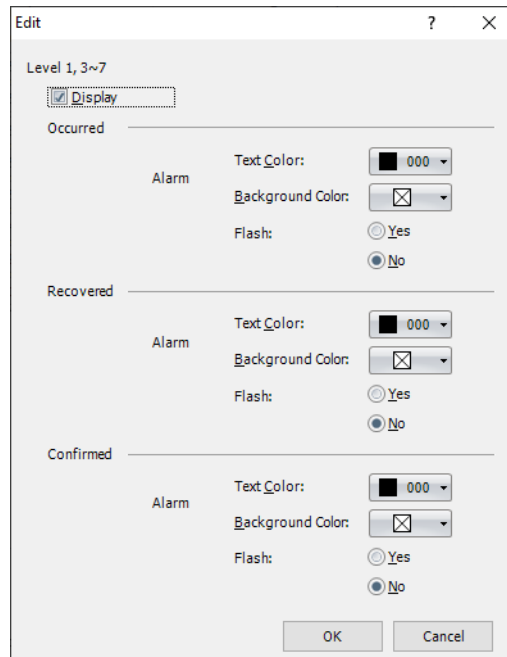 Edit ?
Level 1, 3~7
Display
Occurred
Text Color: 000
Alarm
Background Color:
Flash: Yes
No
Recovered
Text Color: 000
Alarm
Background Color:
Flash: Yes
No
Confirmed
Text Color: 000
Alarm
Background Color:
Flash: Yes
No
OK Cancel